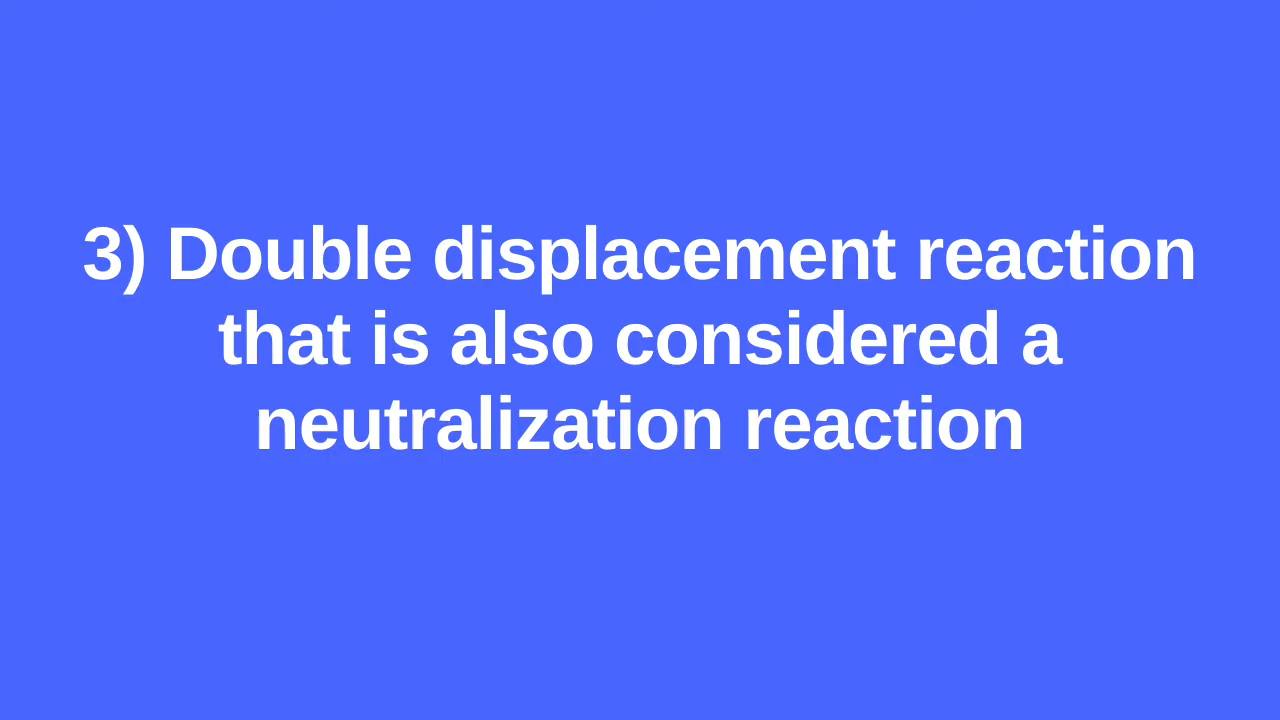 3) Double displacement reaction
that is also considered a
neutralization reaction